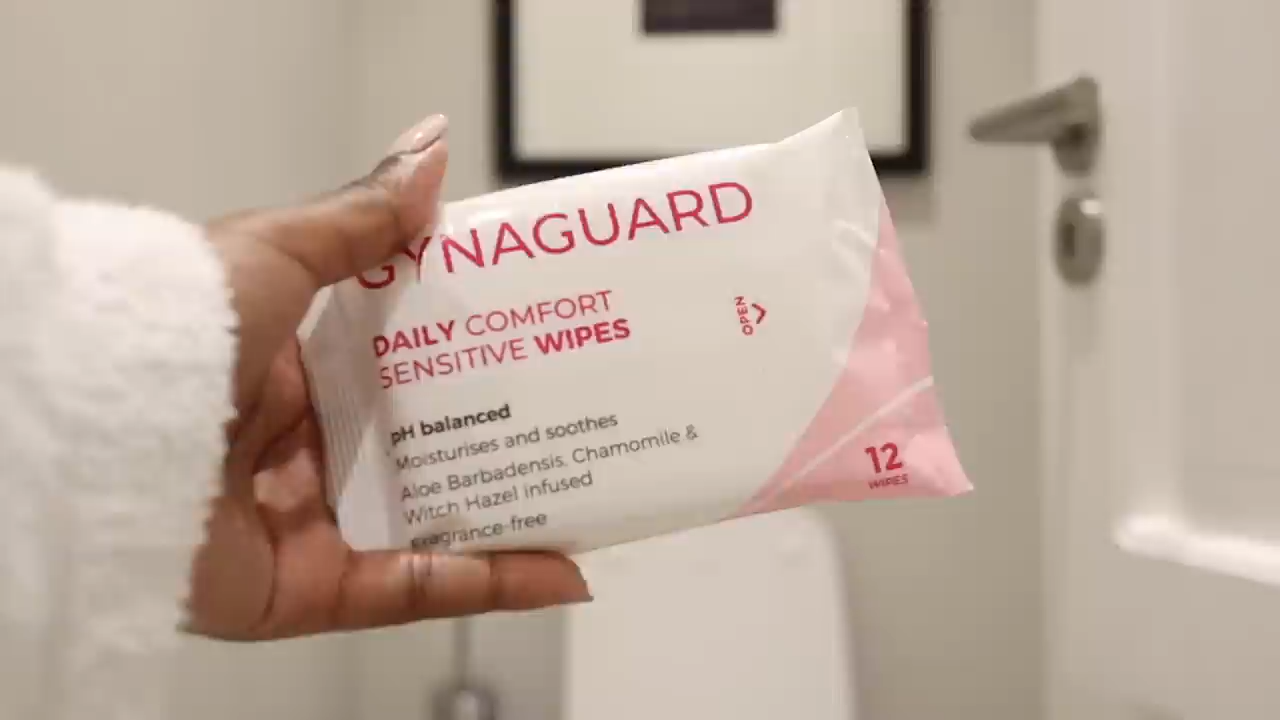 GYNAGUARD
DAILY COMFORT
SENSITIVE WIPES
OPEN
pH balanced
Moisturises and soothes
Aloe Barbadensis, Chamomile &
Witch Hazel infused
Fragrance-free
12
WIPES